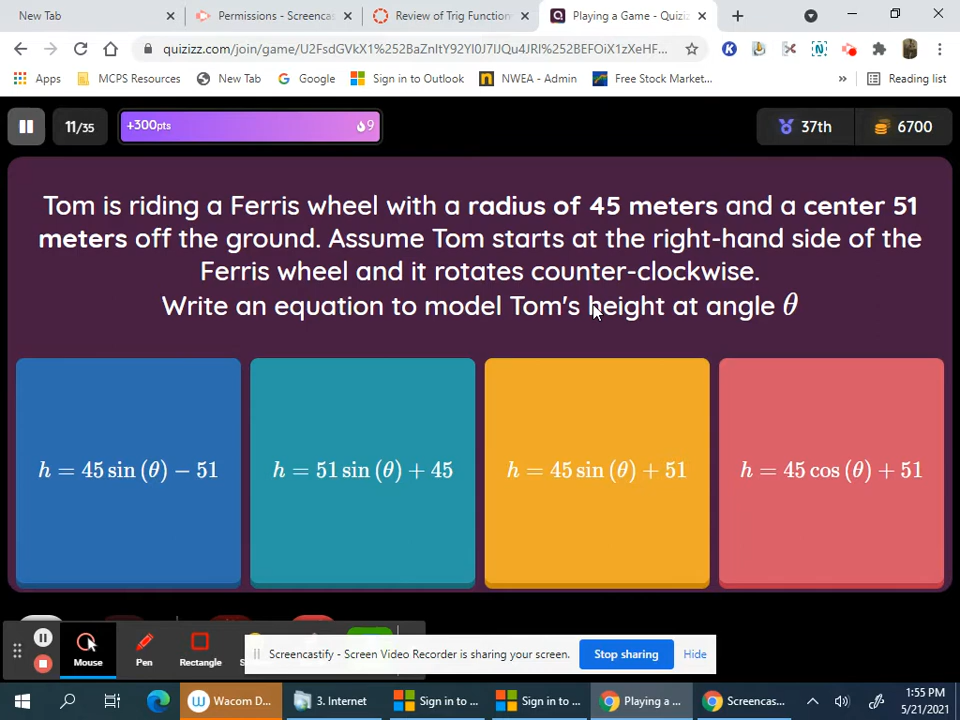 New Tab
Permissions - Screencas
Review of Trig Function
Playing a Game - Quiziz
quizizz.com/join/game/U2FsdGVkX1%252BaZnItY92YI0J7lJQu4JRl%252BEFOiX1zXeHF...
Apps
MCPS Resources
New Tab
Google
Sign in to Outlook
NWEA - Admin
Free Stock Market...
»
Reading list
11/35
+300pts
9
37th
6700
Tom is riding a Ferris wheel with a radius of 45 meters and a center 51
meters off the ground. Assume Tom starts at the right-hand side of the
Ferris wheel and it rotates counter-clockwise.
Write an equation to model Tom's height at angle θ
h = 45 sin (θ) − 51
h = 51 sin (θ) + 45
h = 45 sin (θ) + 51
h = 45 cos (θ) + 51
Mouse
Pen
Rectangle
Screencastify - Screen Video Recorder is sharing your screen.
Stop sharing
Hide
Wacom D...
3. Internet
Sign in to ...
Sign in to ...
Playing a ...
Screencas...
1:55 PM
5/21/2021